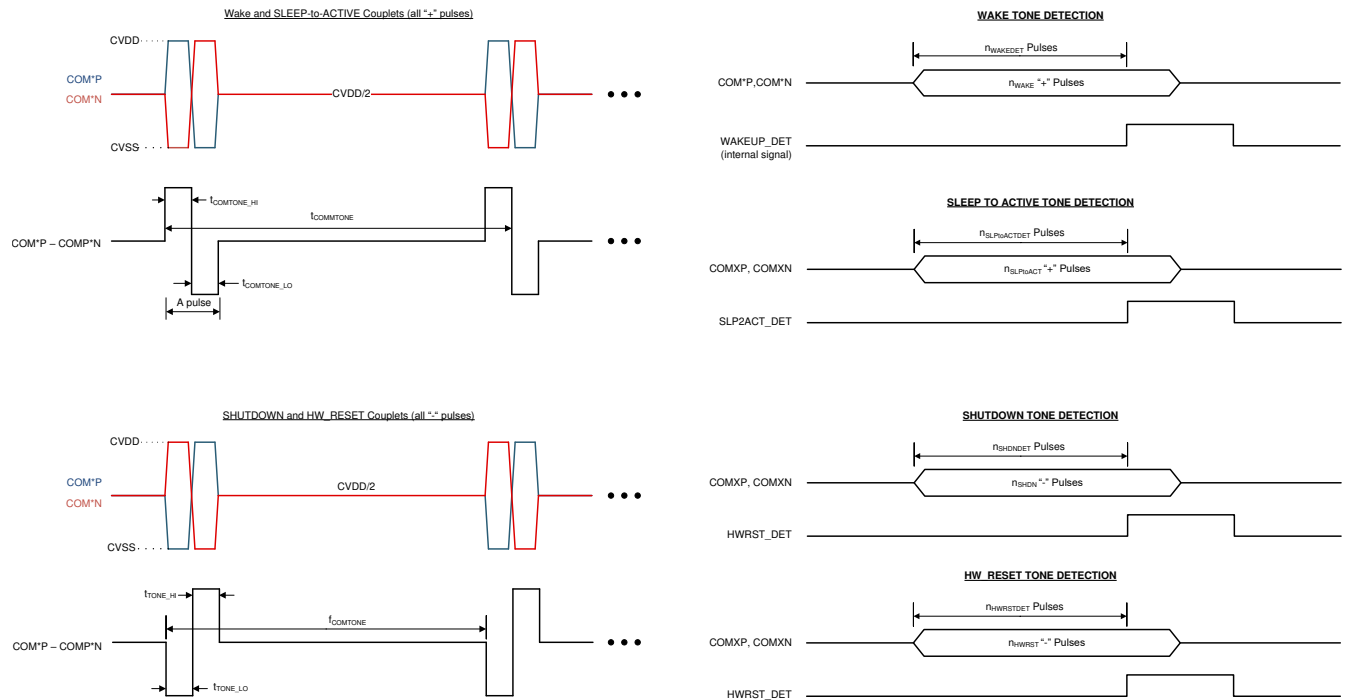 Wake and SLEEP-to-ACTIVE Couplets (all “+” pulses)
CVDD
COM*P
COM*N
CVDD/2
CVSS
tCOMTONE_HI
tCOMMTONE
COM*P – COMP*N
tCOMTONE_LO
A pulse
SHUTDOWN and HW_RESET Couplets (all “-“ pulses)
CVDD
COM*P
COM*N
CVDD/2
CVSS
tTONE_HI
fCOMTONE
COM*P – COMP*N
tTONE_LO
WAKE TONE DETECTION
nWAKEDET Pulses
COM*P,COM*N
nWAKE “+” Pulses
WAKEUP_DET
(internal signal)
SLEEP TO ACTIVE TONE DETECTION
nSLPtoACTDET Pulses
COMXP, COMXN
nSLPtoACT “+” Pulses
SLP2ACT_DET
SHUTDOWN TONE DETECTION
nSHDNDET Pulses
COMXP, COMXN
nSHDN “-” Pulses
HWRST_DET
HW_RESET TONE DETECTION
nHWRSTDET Pulses
COMXP, COMXN
nHWRST “-” Pulses
HWRST_DET